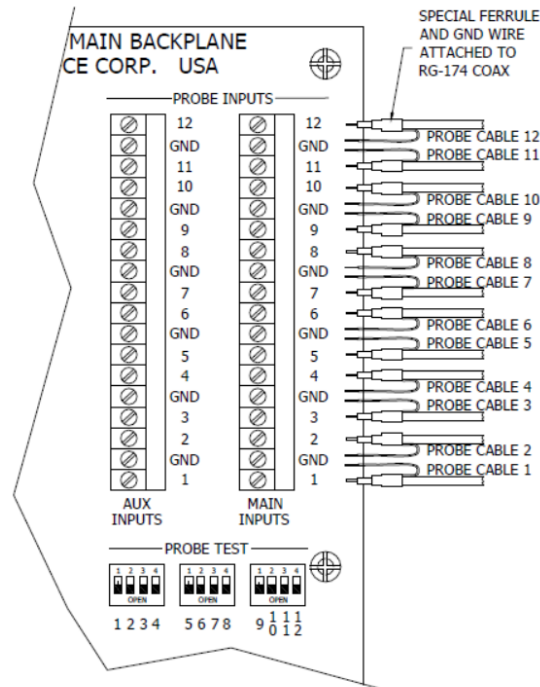 SPECIAL FERRULE
AND GND WIRE
ATTACHED TO
RG-174 COAX
MAIN BACKPLANE
CE CORP. USA
PROBE INPUTS
12
GND
11
10
GND
9
8
GND
7
6
GND
5
4
GND
3
2
GND
1
AUX
INPUTS
12
GND
11
10
GND
9
8
GND
7
6
GND
5
4
GND
3
2
GND
1
MAIN
INPUTS
PROBE CABLE 12
PROBE CABLE 11
PROBE CABLE 10
PROBE CABLE 9
PROBE CABLE 8
PROBE CABLE 7
PROBE CABLE 6
PROBE CABLE 5
PROBE CABLE 4
PROBE CABLE 3
PROBE CABLE 2
PROBE CABLE 1
PROBE TEST
1 2 3 4
OPEN
1 2 3 4
1 2 3 4
OPEN
5 6 7 8
1 2 3 4
OPEN
9 10 11 12